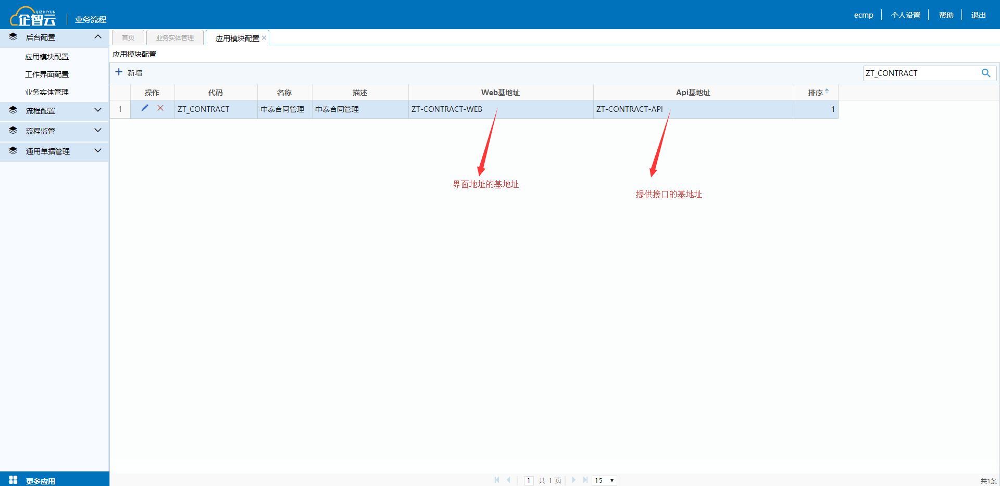 QIZHIYUN
企智云
业务流程
ecmp
个人设置
帮助
退出
后台配置
应用模块配置
工作界面配置
业务实体管理
流程配置
流程监管
通用单据管理
更多应用
首页
业务实体管理
应用模块配置
应用模块配置
新增
ZT_CONTRACT
操作 代码 名称 描述 Web基地址 Api基地址 排序
1 ZT_CONTRACT 中泰合同管理 中泰合同管理 ZT-CONTRACT-WEB ZT-CONTRACT-API 1
界面地址的基地址
提供接口的基地址
1 共 1 页 15
共1条